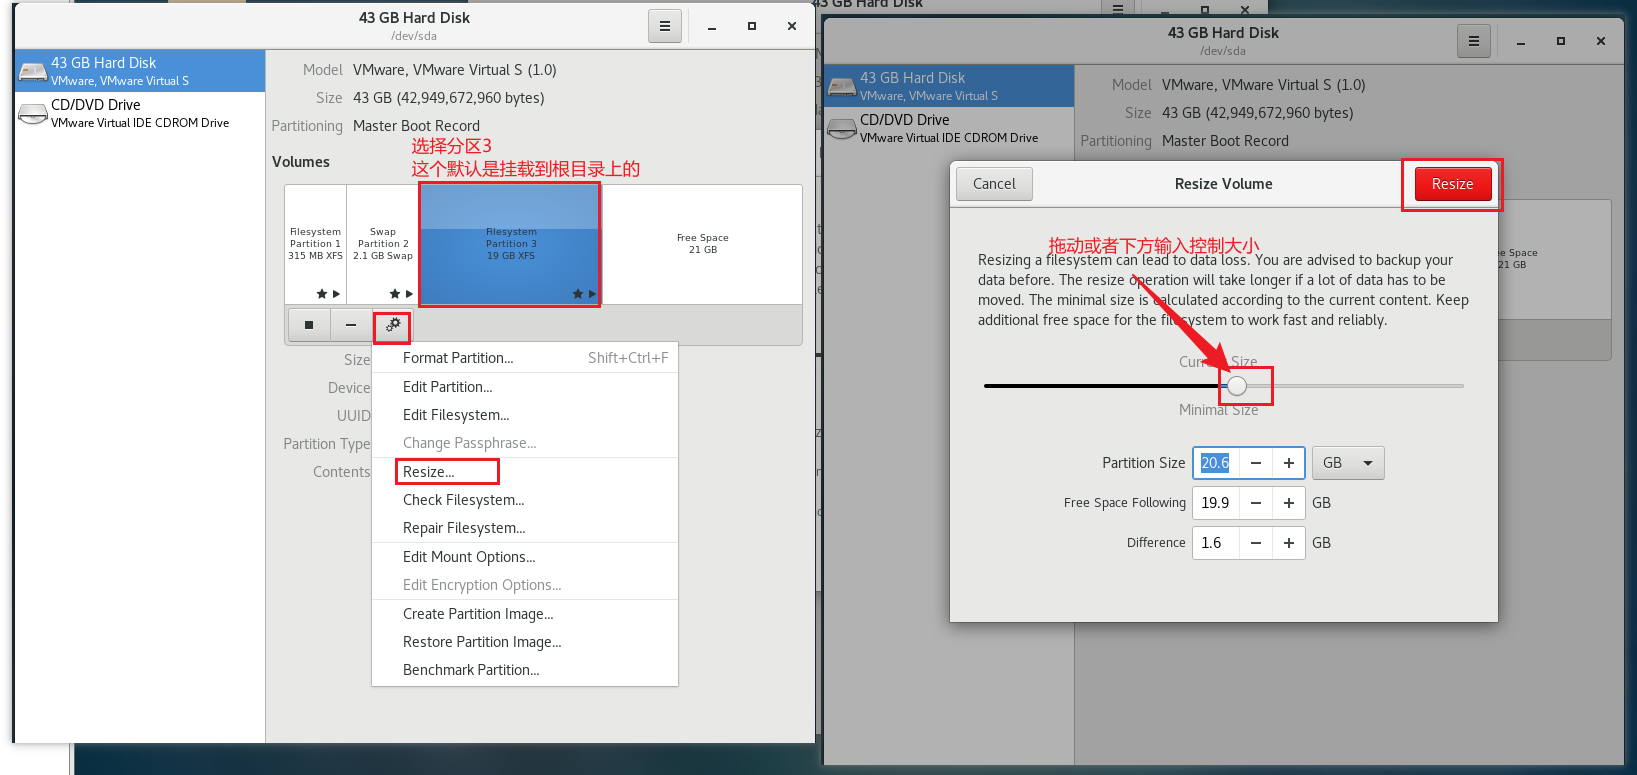 43 GB Hard Disk
/dev/sda
43 GB Hard Disk
VMware, VMware Virtual S
CD/DVD Drive
VMware Virtual IDE CDROM Drive
Model VMware, VMware Virtual S (1.0)
Size 43 GB (42,949,672,960 bytes)
Partitioning Master Boot Record
选择分区3
这个默认是挂载到根目录上的
Volumes
Filesystem
Partition 1
315 MB XFS
Swap
Partition 2
2.1 GB Swap
Filesystem
Partition 3
19 GB XFS
Free Space
21 GB
Size
Device
UUID
Partition Type
Contents
Format Partition... Shift+Ctrl+F
Edit Partition...
Edit Filesystem...
Change Passphrase...
Resize...
Check Filesystem...
Repair Filesystem...
Edit Mount Options...
Edit Encryption Options...
Create Partition Image...
Restore Partition Image...
Benchmark Partition...
43 GB Hard Disk
43 GB Hard Disk
/dev/sda
43 GB Hard Disk
VMware, VMware Virtual S
CD/DVD Drive
VMware Virtual IDE CDROM Drive
Model VMware, VMware Virtual S (1.0)
Size 43 GB (42,949,672,960 bytes)
Partitioning Master Boot Record
Cancel
Resize Volume
Resize
拖动或者下方输入控制大小
Resizing a filesystem can lead to data loss. You are advised to backup your
data before. The resize operation will take longer if a lot of data has to be
moved. The minimal size is calculated according to the current content. Keep
additional free space for the filesystem to work fast and reliably.
Current Size
Minimal Size
Partition Size 20.6 GB
Free Space Following 19.9 GB
Difference 1.6 GB
Space
21 GB